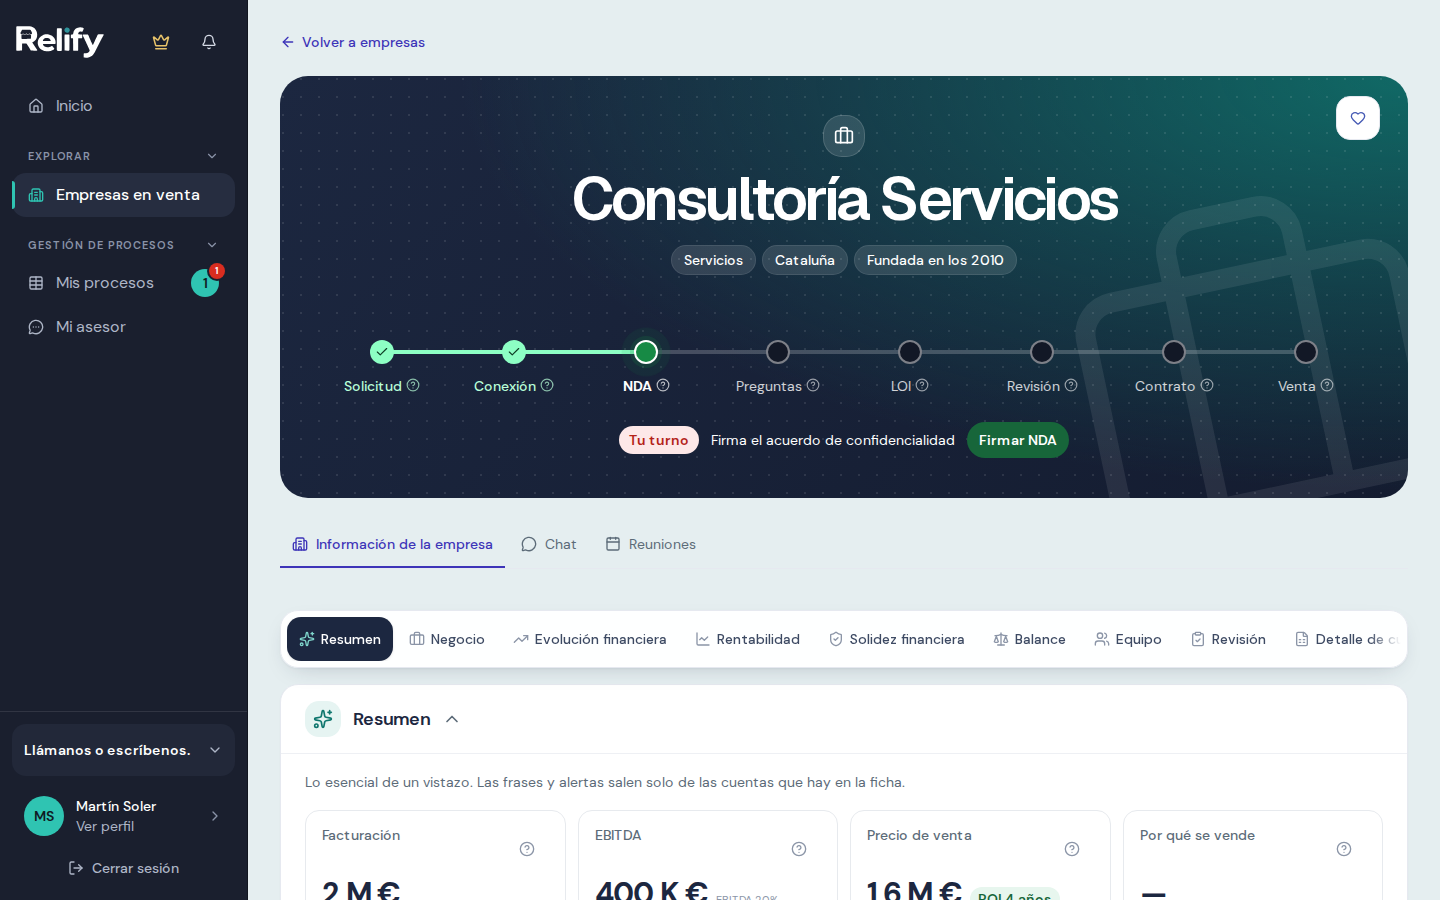 Relify
Inicio
EXPLORAR
Empresas en venta
GESTIÓN DE PROCESOS
Mis procesos 1 1
Mi asesor
Llámanos o escríbenos.
MS Martín Soler
Ver perfil
Cerrar sesión
Volver a empresas
Consultoría Servicios
Servicios Cataluña Fundada en los 2010
Solicitud Conexión NDA Preguntas LOI Revisión Contrato Venta
Tu turno Firma el acuerdo de confidencialidad Firmar NDA
Información de la empresa Chat Reuniones
Resumen Negocio Evolución financiera Rentabilidad Solidez financiera Balance Equipo Revisión Detalle de
Resumen
Lo esencial de un vistazo. Las frases y alertas salen solo de las cuentas que hay en la ficha.
Facturación EBITDA Precio de venta Por qué se vende
2 M € 400 K € EBITDA 20% 1,6 M € ROI 4 años —